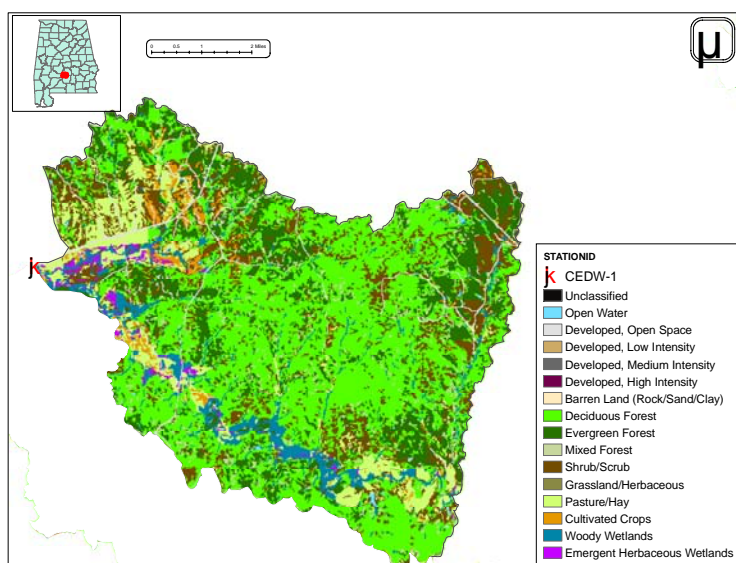 0 0.5 1 2 Miles
µ
STATIONID
jk CEDW-1
Unclassified
Open Water
Developed, Open Space
Developed, Low Intensity
Developed, Medium Intensity
Developed, High Intensity
Barren Land (Rock/Sand/Clay)
Deciduous Forest
Evergreen Forest
Mixed Forest
Shrub/Scrub
Grassland/Herbaceous
Pasture/Hay
Cultivated Crops
Woody Wetlands
Emergent Herbaceous Wetlands
jk